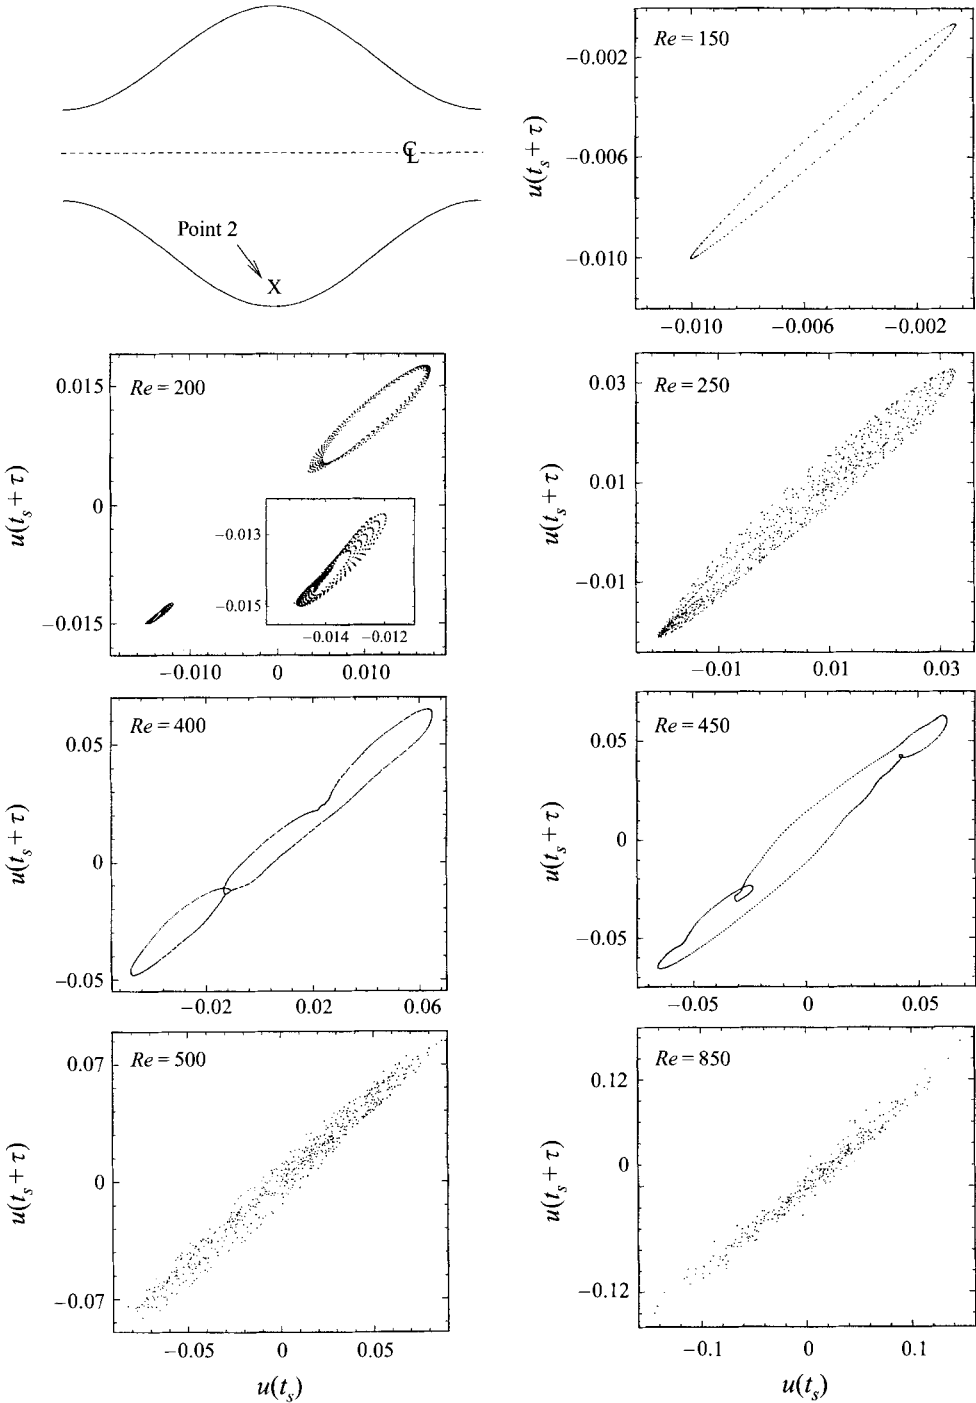 ℄
Point 2
X
Re = 150
−0.002
−0.006
−0.010
u(t_s + τ)
−0.010
−0.006
−0.002
Re = 200
0.015
0
−0.015
u(t_s + τ)
−0.013
−0.015
−0.014
−0.012
−0.010
0
0.010
Re = 250
0.03
0.01
−0.01
u(t_s + τ)
−0.01
0.01
0.03
Re = 400
0.05
0
−0.05
u(t_s + τ)
−0.02
0.02
0.06
Re = 450
0.05
0
−0.05
u(t_s + τ)
−0.05
0
0.05
Re = 500
0.07
0
−0.07
u(t_s + τ)
−0.05
0
0.05
u(t_s)
Re = 850
0.12
0
−0.12
u(t_s + τ)
−0.1
0
0.1
u(t_s)